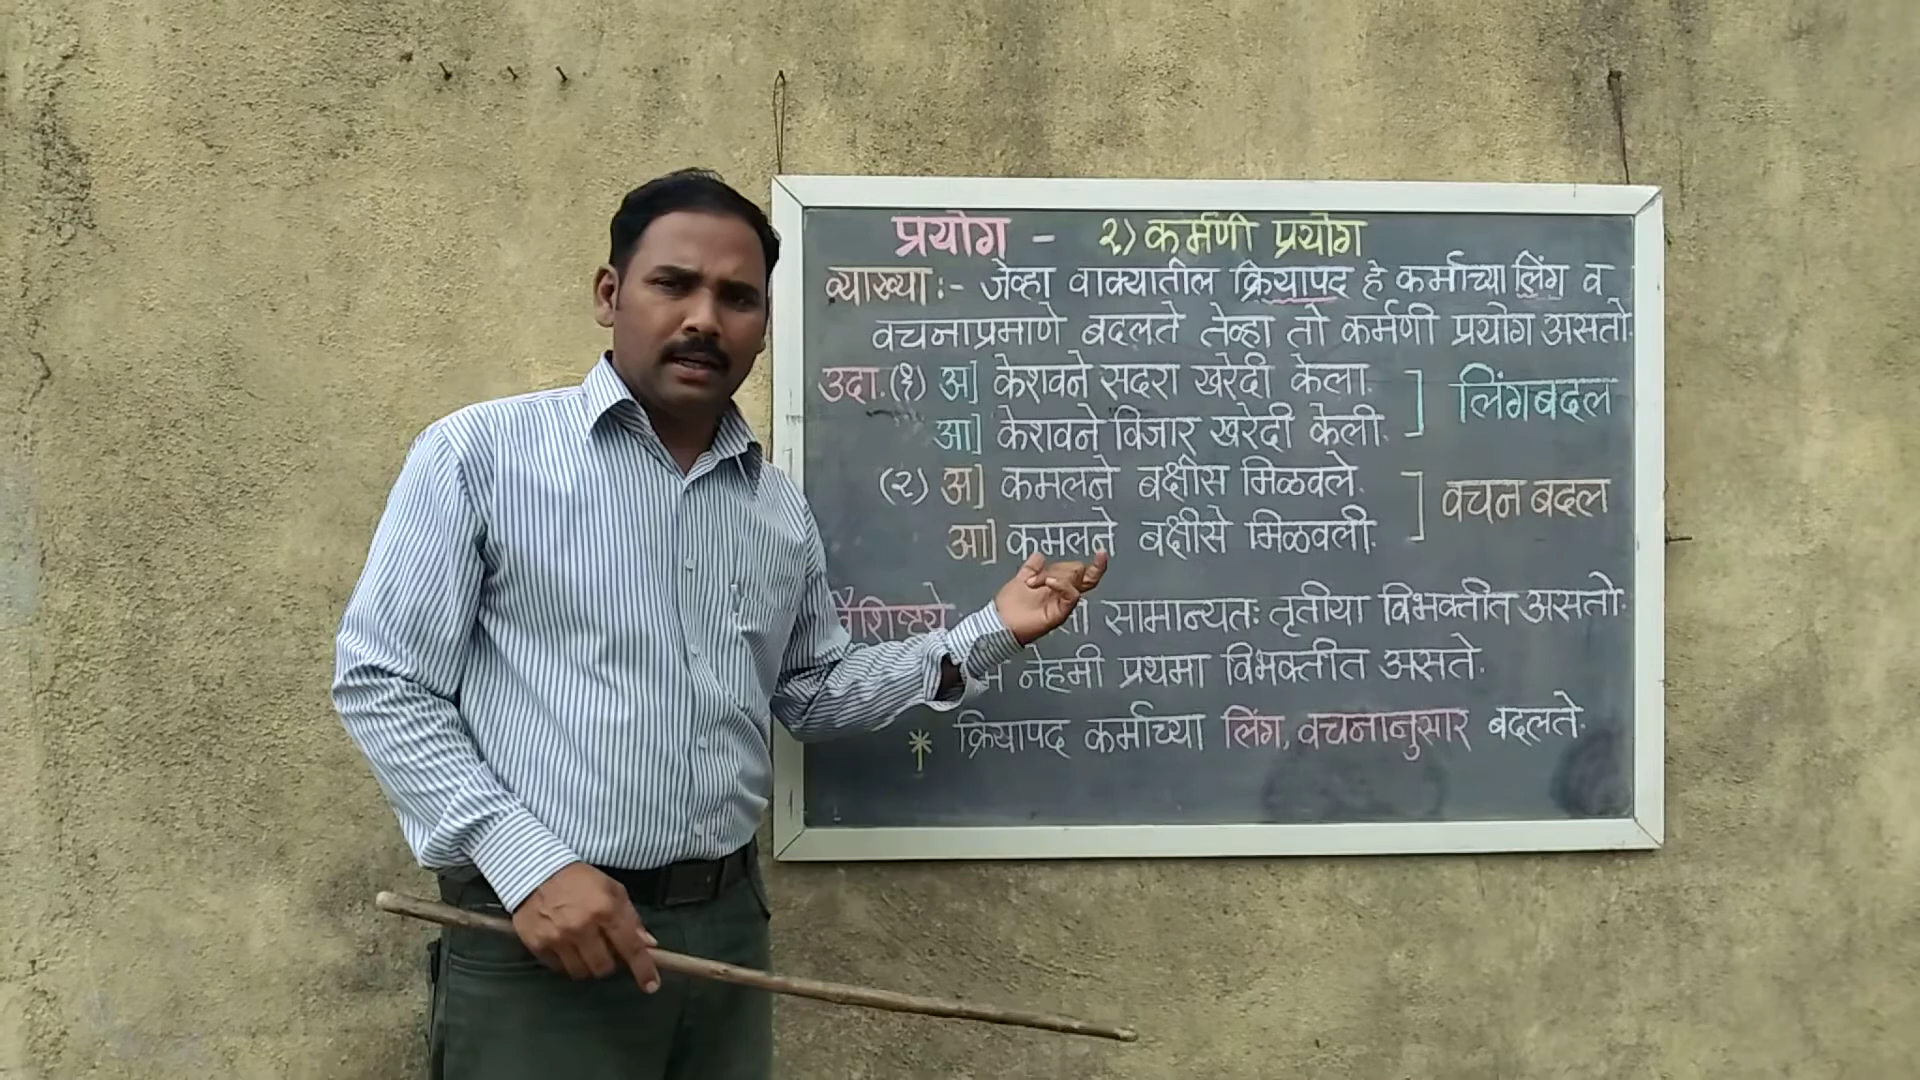 प्रयोग - २) कर्मणी प्रयोग
व्याख्या :- जेव्हा वाक्यातील क्रियापद हे कर्माच्या लिंग व
वचनाप्रमाणे बदलते तेव्हा तो कर्मणी प्रयोग असतो.
उदा. (१) अ] केशवने सदरा खरेदी केला. ] लिंगबदल
आ] केशवने विजार खरेदी केली.
(२) अ] कमलने बक्षीस मिळवले. ] वचन बदल
आ] कमलने बक्षीसे मिळवली.
वैशिष्ट्ये सामान्यतः तृतीया विभक्तीत असतो.
नेहमी प्रथमा विभक्तीत असते.
* क्रियापद कर्माच्या लिंग, वचनानुसार बदलते.